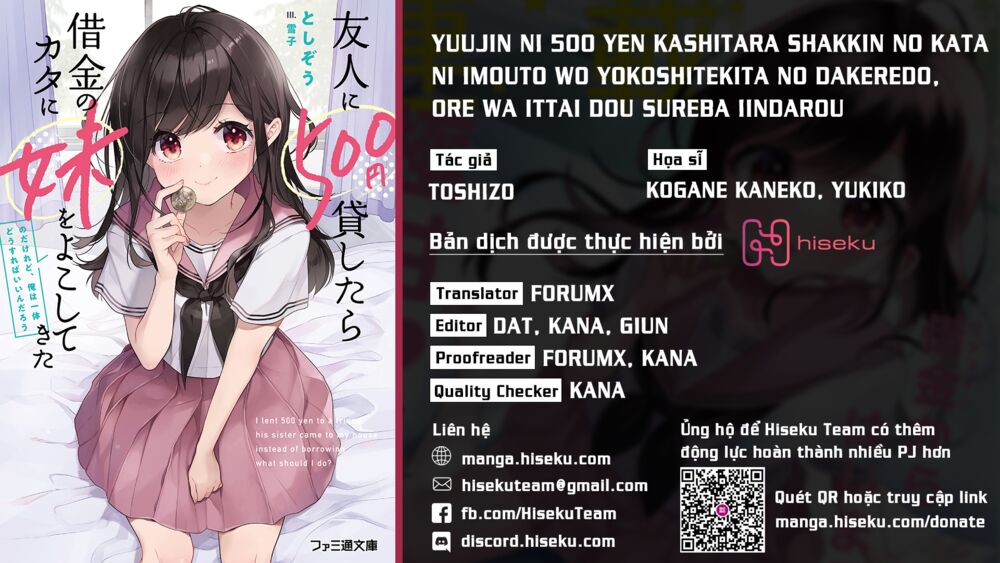 友人に500円貸したら
借金のカタに
妹をよこしてきた
のだけれど、俺は一体
どうすればいいんだろう
としぞう
Ill. 雪子
I lent 500 yen to a friend
his sister came to my house
instead of borrowing
what should I do?
ファミ通文庫
YUUJIN NI 500 YEN KASHITARA SHAKKIN NO KATA
NI IMOUTO WO YOKOSHITEKITA NO DAKEREDO,
ORE WA ITTAI DOU SUREBA IINDAROU
Tác giả
TOSHIZO
Họa sĩ
KOGANE KANEKO, YUKIKO
Bản dịch được thực hiện bởi
hiseku
Translator FORUMX
Editor DAT, KANA, GIUN
Proofreader FORUMX, KANA
Quality Checker KANA
Liên hệ
manga.hiseku.com
hisekuteam@gmail.com
fb.com/HisekuTeam
discord.hiseku.com
Ủng hộ để Hiseku Team có thêm
động lực hoàn thành nhiều PJ hơn
Quét QR hoặc truy cập link
manga.hiseku.com/donate